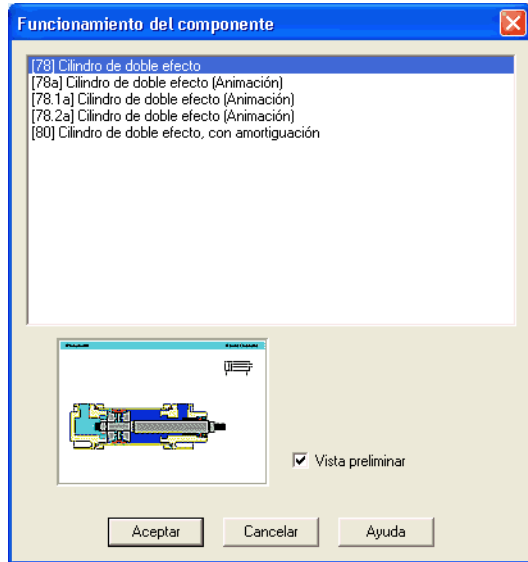 Funcionamiento del componente
[78] Cilindro de doble efecto
[78a] Cilindro de doble efecto (Animación)
[78.1a] Cilindro de doble efecto (Animación)
[78.2a] Cilindro de doble efecto (Animación)
[80] Cilindro de doble efecto, con amortiguación
Vista preliminar
Aceptar
Cancelar
Ayuda